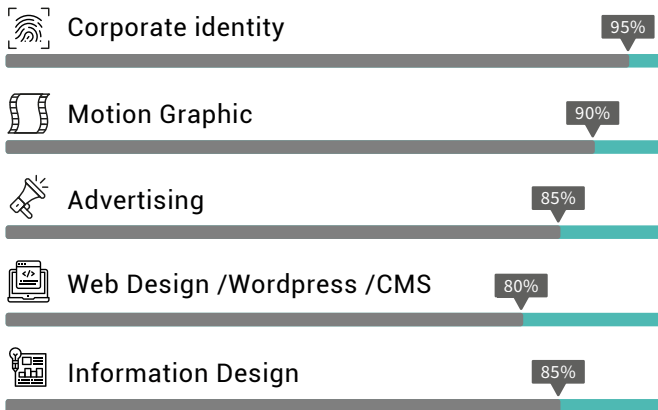 Corporate identity 95%
Motion Graphic 90%
Advertising 85%
Web Design /Wordpress /CMS 80%
Information Design 85%